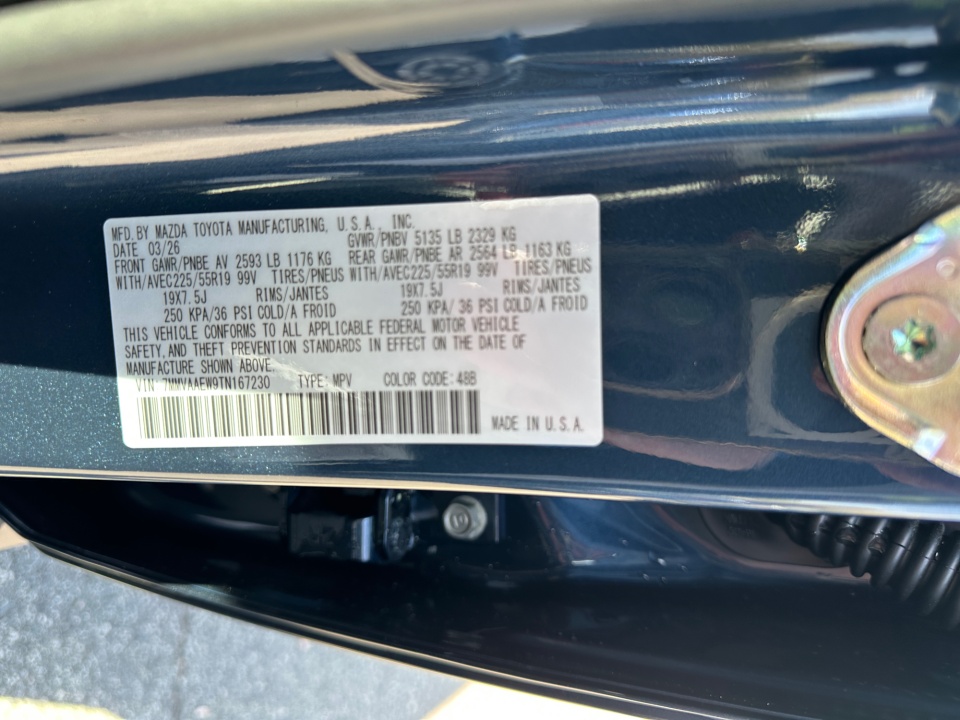 MFD. BY MAZDA TOYOTA MANUFACTURING, U.S.A., INC.
DATE 03/26 GVWR/PNBV 5135 LB 2329 KG
FRONT GAWR/PNBE AV 2593 LB 1176 KG REAR GAWR/PNBE AR 2564 LB 1163 KG
WITH/AVEC225/55R19 99V TIRES/PNEUS WITH/AVEC225/55R19 99V TIRES/PNEUS
19X7.5J RIMS/JANTES 19X7.5J RIMS/JANTES
250 KPA/36 PSI COLD/A FROID 250 KPA/36 PSI COLD/A FROID
THIS VEHICLE CONFORMS TO ALL APPLICABLE FEDERAL MOTOR VEHICLE
SAFETY, AND THEFT PREVENTION STANDARDS IN EFFECT ON THE DATE OF
MANUFACTURE SHOWN ABOVE.
VIN: 7MMVAAEW9TN167230 TYPE: MPV COLOR CODE: 48B
MADE IN U.S.A.